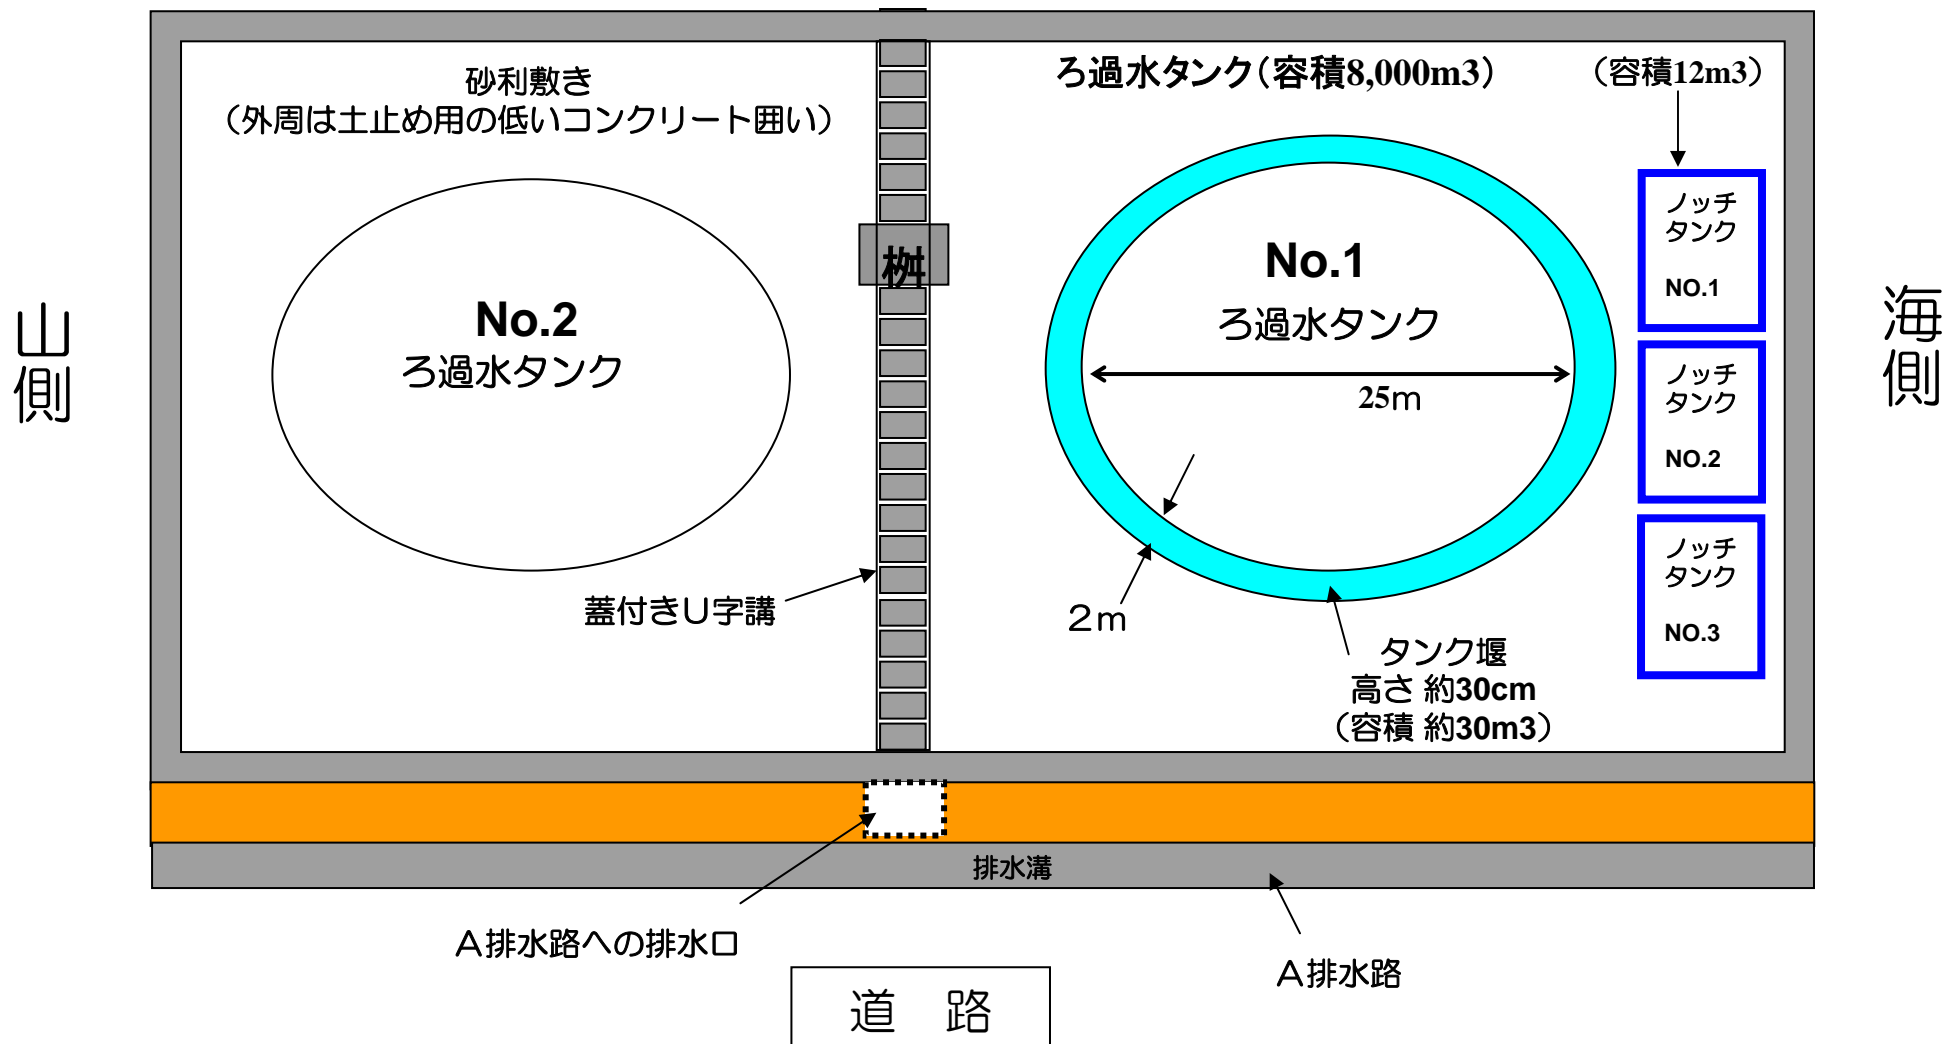 砂利敷き
（外周は土止め用の低いコンクリート囲い）
ろ過水タンク（容積8,000m3）
（容積12m3）
山側
海側
No.2
ろ過水タンク
桝
No.1
ろ過水タンク
25ｍ
ノッチ
タンク
NO.1
ノッチ
タンク
NO.2
ノッチ
タンク
NO.3
蓋付きＵ字講
２ｍ
タンク堰
高さ 約30cm
（容積 約30m3）
排水溝
Ａ排水路への排水口
Ａ排水路
道　路